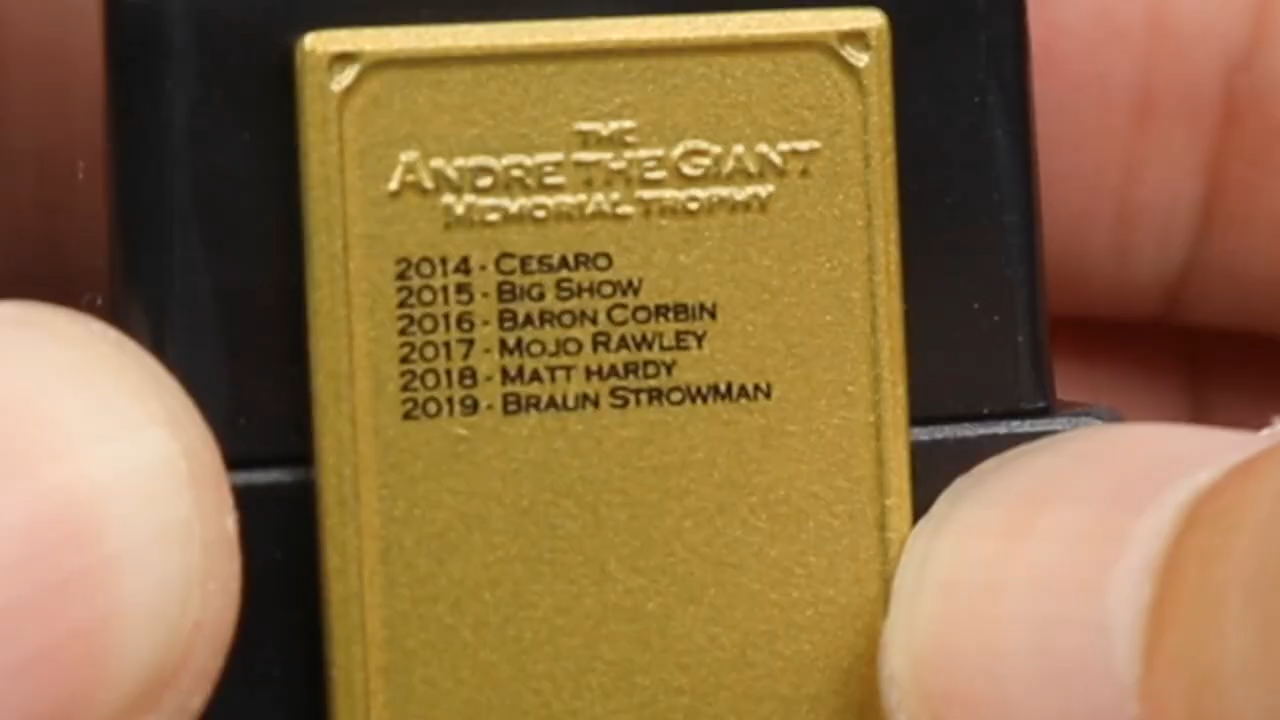 THE
ANDRE THE GIANT
MEMORIAL TROPHY
2014 - CESARO
2015 - BIG SHOW
2016 - BARON CORBIN
2017 - MOJO RAWLEY
2018 - MATT HARDY
2019 - BRAUN STROWMAN